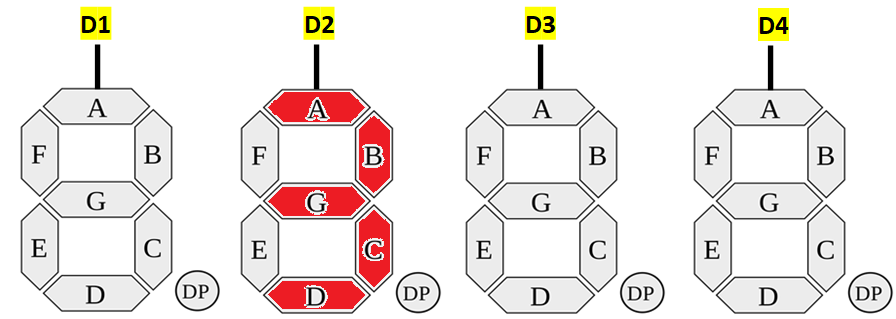 D1 D2 D3 D4
A A A A
F B F B F B F B
G G G G
E C E C E C E C
D DP D DP D DP D DP